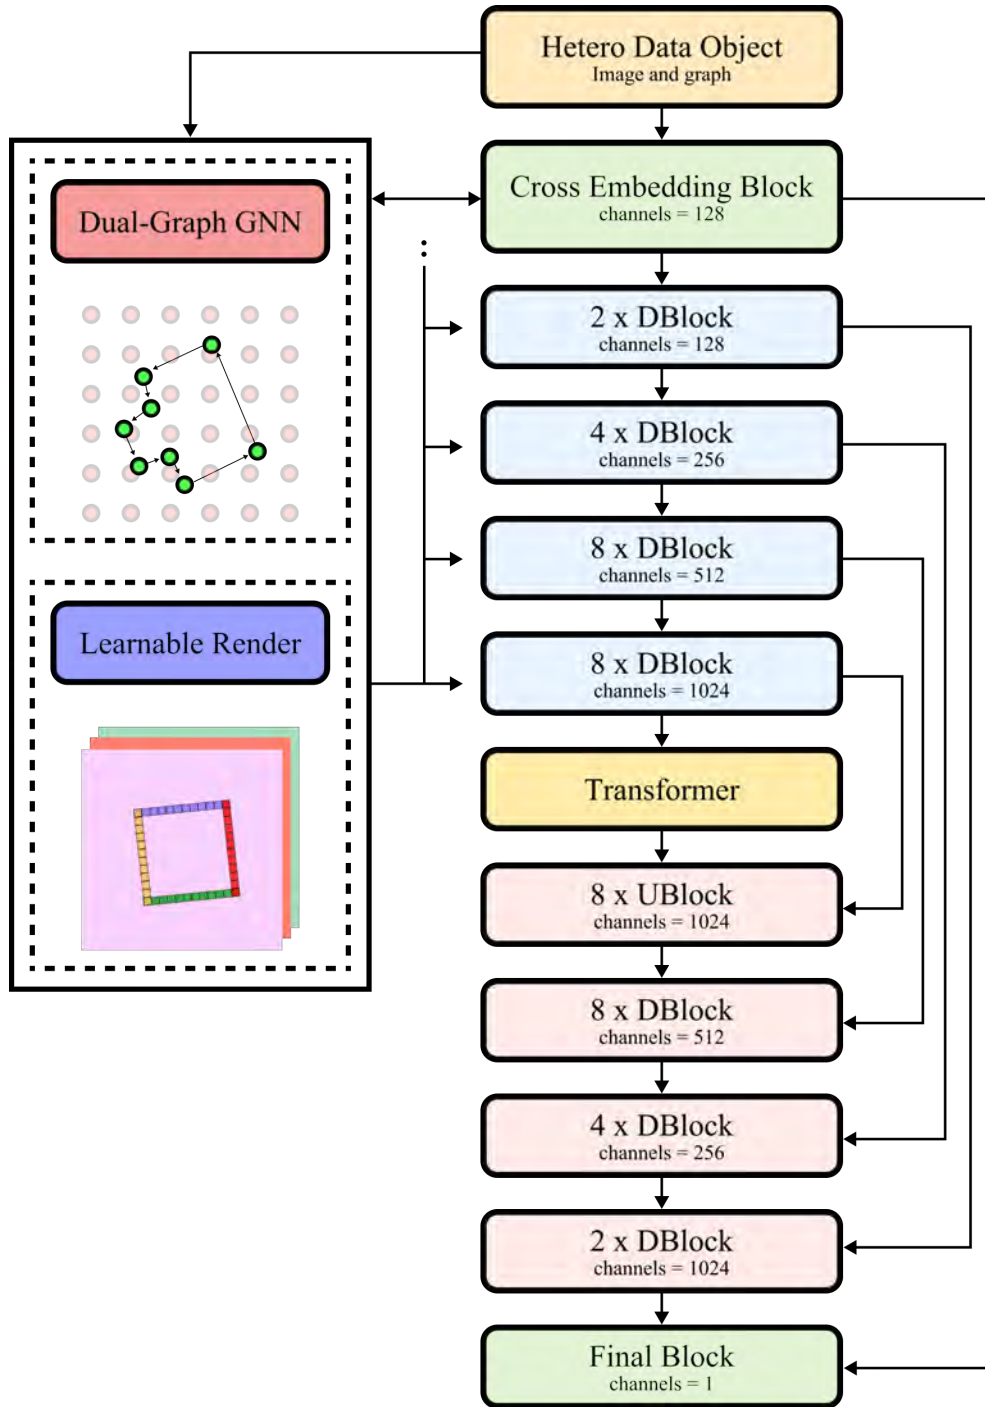 Hetero Data Object
Image and graph
Cross Embedding Block
channels = 128
Dual-Graph GNN
2 x DBlock
channels = 128
4 x DBlock
channels = 256
8 x DBlock
channels = 512
Learnable Render
8 x DBlock
channels = 1024
Transformer
8 x UBlock
channels = 1024
8 x DBlock
channels = 512
4 x DBlock
channels = 256
2 x DBlock
channels = 1024
Final Block
channels = 1